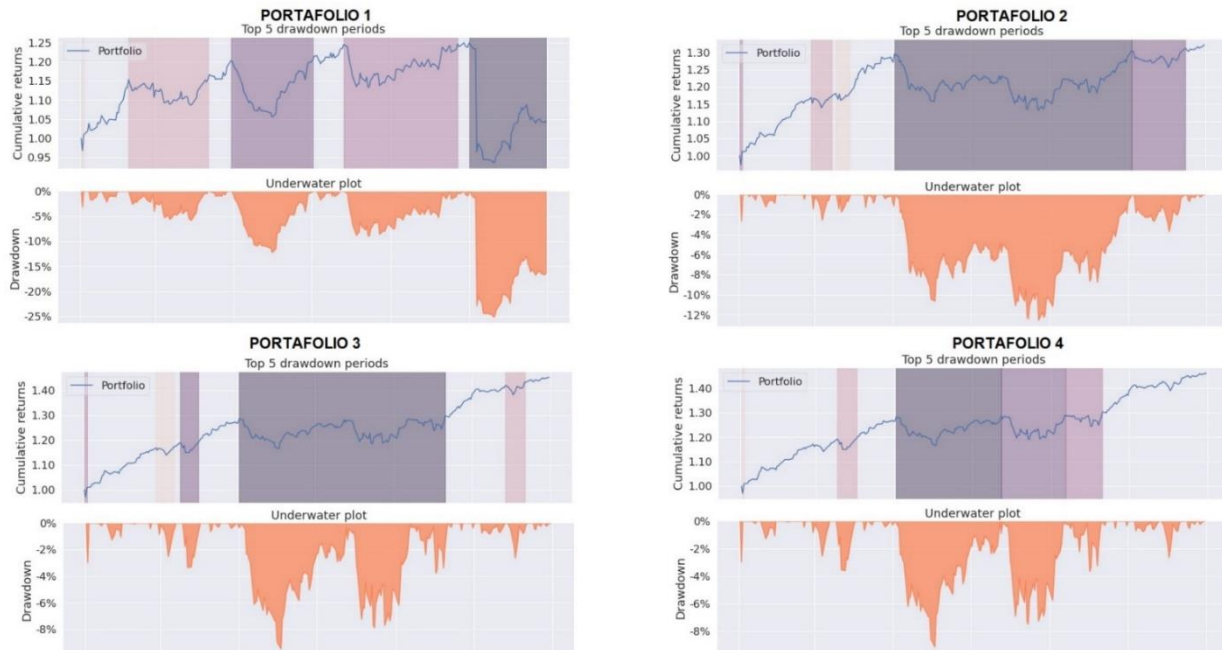 PORTAFOLIO 1
Top 5 drawdown periods
Portfolio
Cumulative returns
1.25
1.20
1.15
1.10
1.05
1.00
0.95
Underwater plot
Drawdown
0%
-5%
-10%
-15%
-20%
-25%
PORTAFOLIO 2
Top 5 drawdown periods
Portfolio
Cumulative returns
1.30
1.25
1.20
1.15
1.10
1.05
1.00
Underwater plot
Drawdown
0%
-2%
-4%
-6%
-8%
-10%
-12%
PORTAFOLIO 3
Top 5 drawdown periods
Portfolio
Cumulative returns
1.40
1.30
1.20
1.10
1.00
Underwater plot
Drawdown
0%
-2%
-4%
-6%
-8%
PORTAFOLIO 4
Top 5 drawdown periods
Portfolio
Cumulative returns
1.40
1.30
1.20
1.10
1.00
Underwater plot
Drawdown
0%
-2%
-4%
-6%
-8%